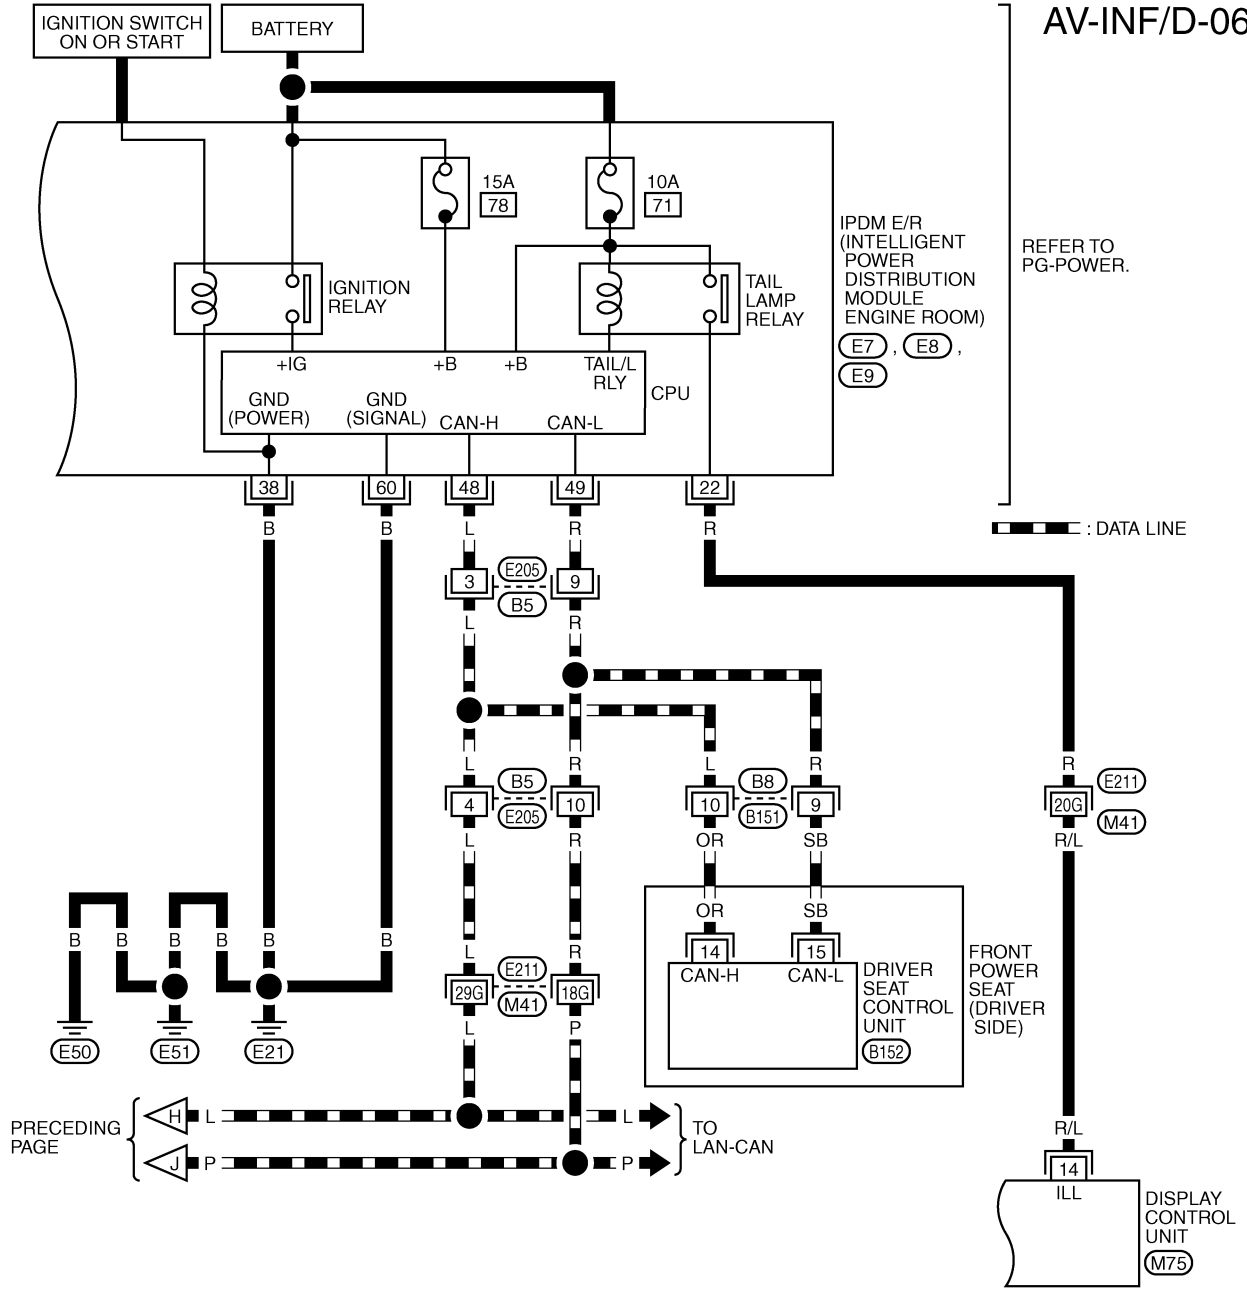 IGNITION SWITCH
ON OR START
BATTERY
AV-INF/D-06
15A
78
10A
71
IPDM E/R
(INTELLIGENT
POWER
DISTRIBUTION
MODULE
ENGINE ROOM)
E7 , E8 ,
E9
REFER TO
PG-POWER.
IGNITION
RELAY
TAIL
LAMP
RELAY
+IG
+B
+B
TAIL/L
RLY
CPU
GND
(POWER)
GND
(SIGNAL)
CAN-H
CAN-L
38
60
48
49
22
B
B
L
R
R
: DATA LINE
3
E205
B5
9
L
R
L
R
L
R
R
4
B5
E205
10
10
B8
B151
9
20G
E211
M41
L
R
OR
SB
R/L
OR
SB
B
B
B
B
B
B
L
R
14
15
CAN-H
CAN-L
DRIVER
SEAT
CONTROL
UNIT
B152
FRONT
POWER
SEAT
(DRIVER
SIDE)
29G
E211
M41
18G
L
P
E50
E51
E21
PRECEDING
PAGE
H
L
L
J
P
P
TO
LAN-CAN
R/L
14
ILL
DISPLAY
CONTROL
UNIT
M75